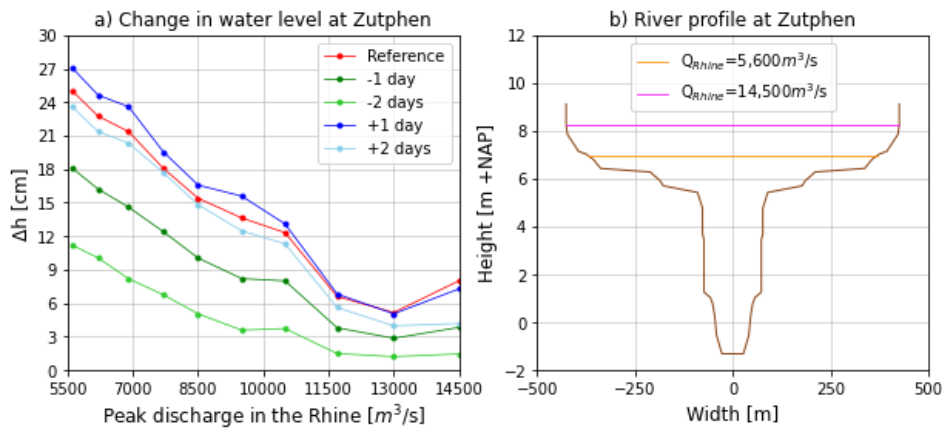 a) Change in water level at Zutphen
30
27
24
21
18
15
12
9
6
3
0
Δh [cm]
Reference
-1 day
-2 days
+1 day
+2 days
5500 7000 8500 10000 11500 13000 14500
Peak discharge in the Rhine [m³/s]
b) River profile at Zutphen
12
10
8
6
4
2
0
−2
Height [m +NAP]
Q_Rhine=5,600m³/s
Q_Rhine=14,500m³/s
−500 −250 0 250 500
Width [m]